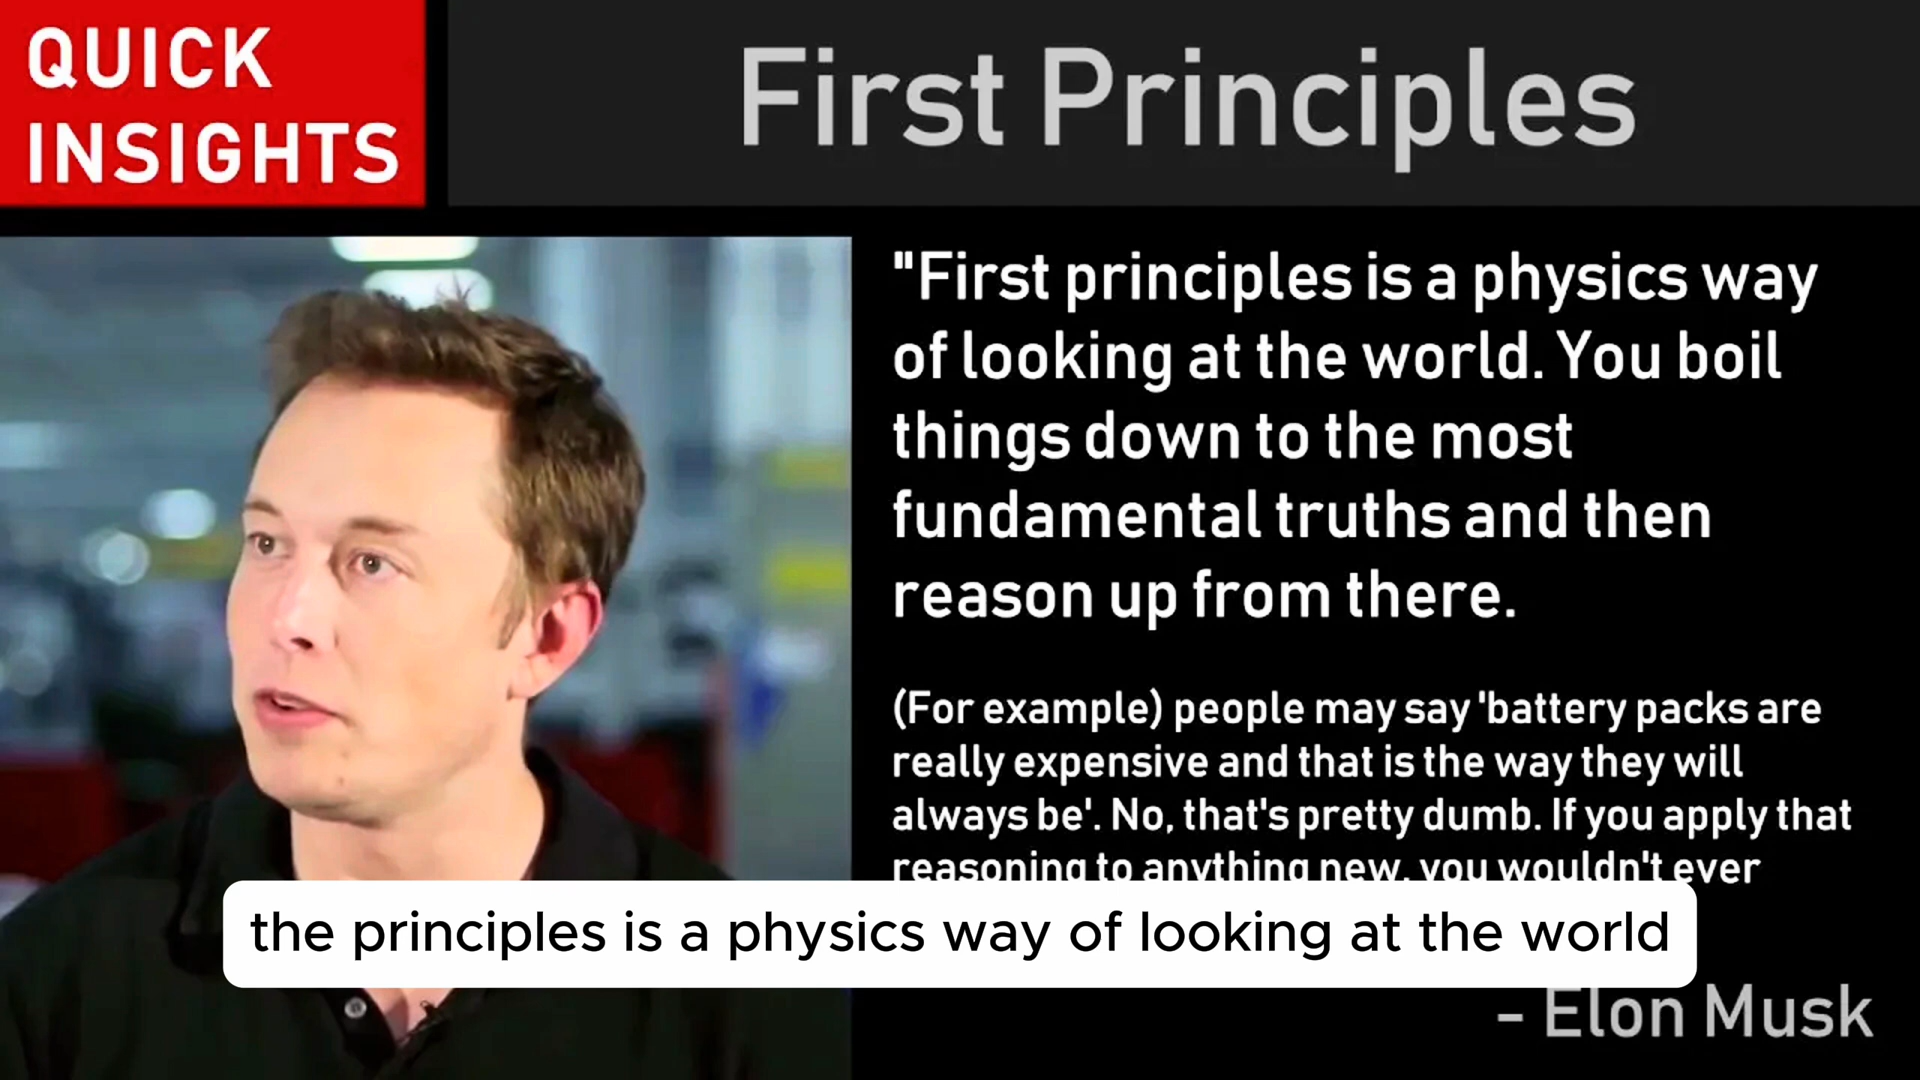 QUICK
INSIGHTS
First Principles
"First principles is a physics way
of looking at the world. You boil
things down to the most
fundamental truths and then
reason up from there.
(For example) people may say 'battery packs are
really expensive and that is the way they will
always be'. No, that's pretty dumb. If you apply that
reasoning to anything new, you wouldn't ever
the principles is a physics way of looking at the world
- Elon Musk